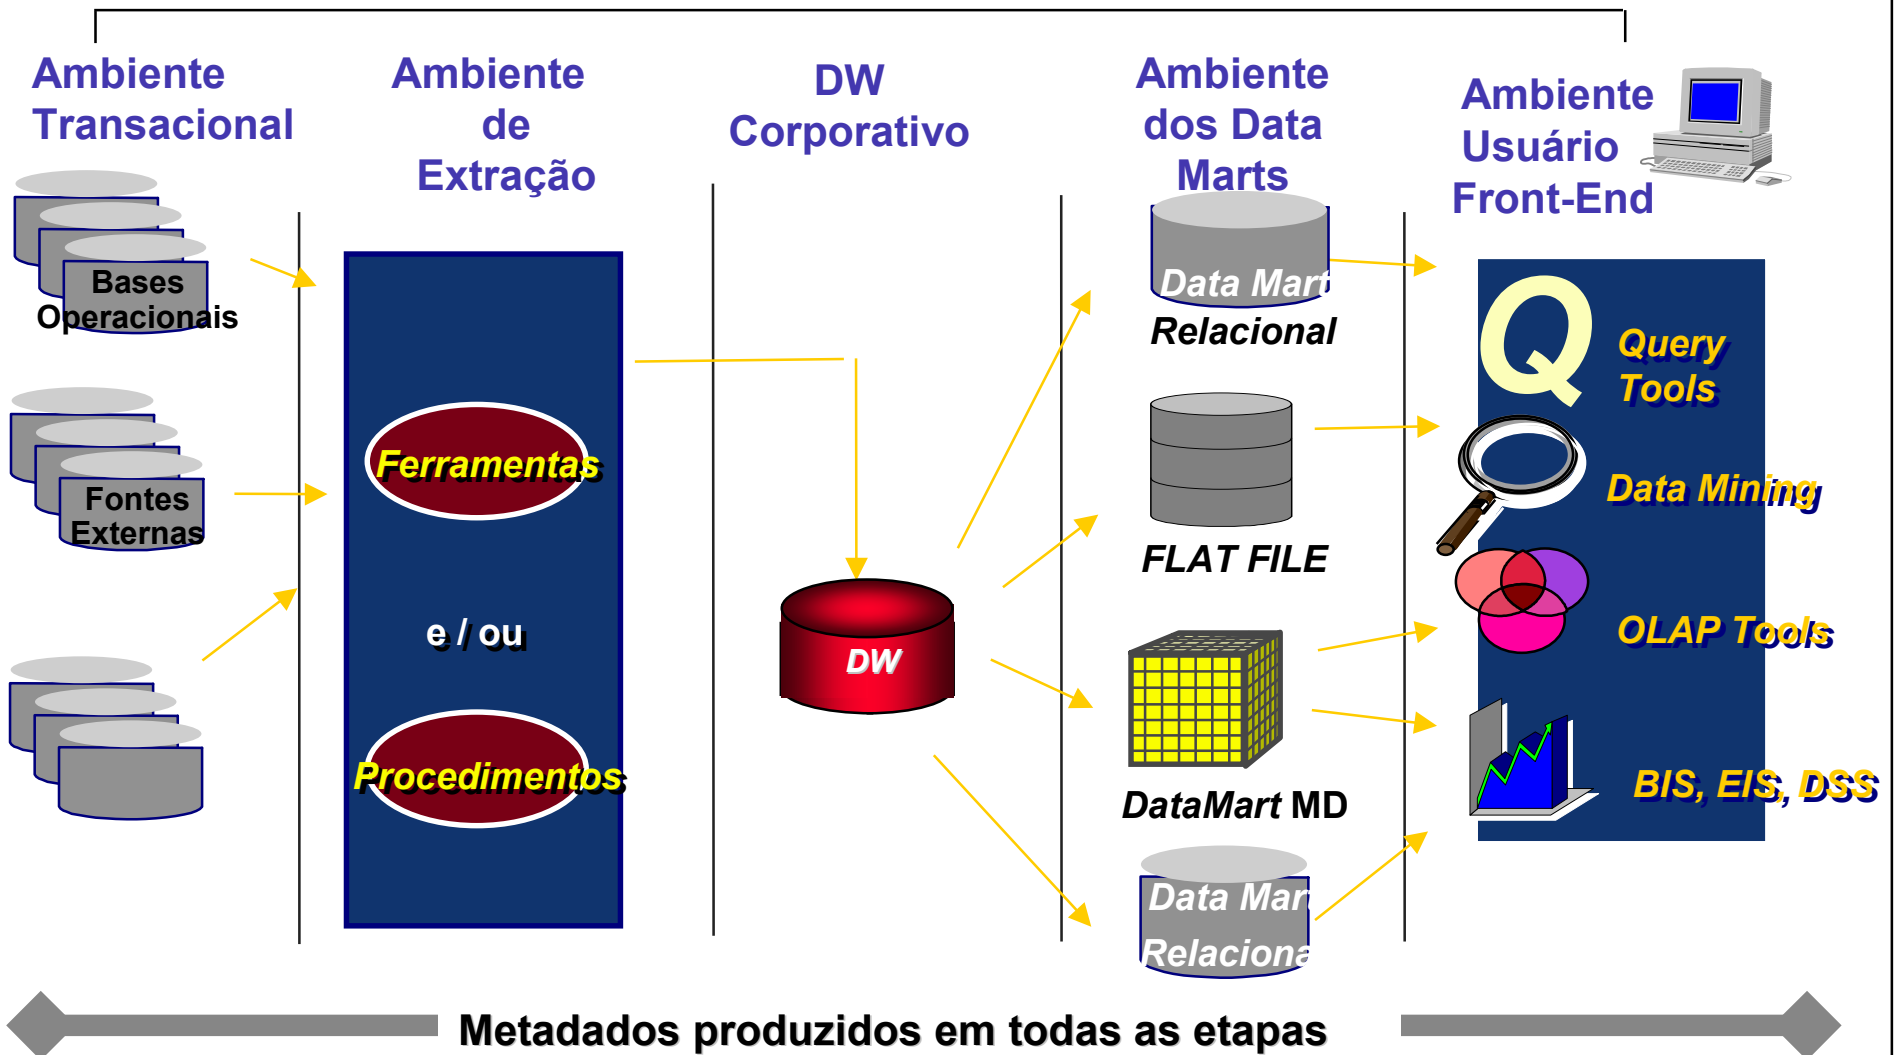 Ambiente
Transacional
Ambiente
de
Extração
DW
Corporativo
Ambiente
dos Data
Marts
Ambiente
Usuário
Front-End
Bases
Operacionais
Fontes
Externas
Ferramentas
e / ou
Procedimentos
DW
Data Mart
Relacional
FLAT FILE
DataMart MD
Data Mart
Relaciona
Q
Query
Tools
Data Mining
OLAP Tools
BIS, EIS, DSS
Metadados produzidos em todas as etapas